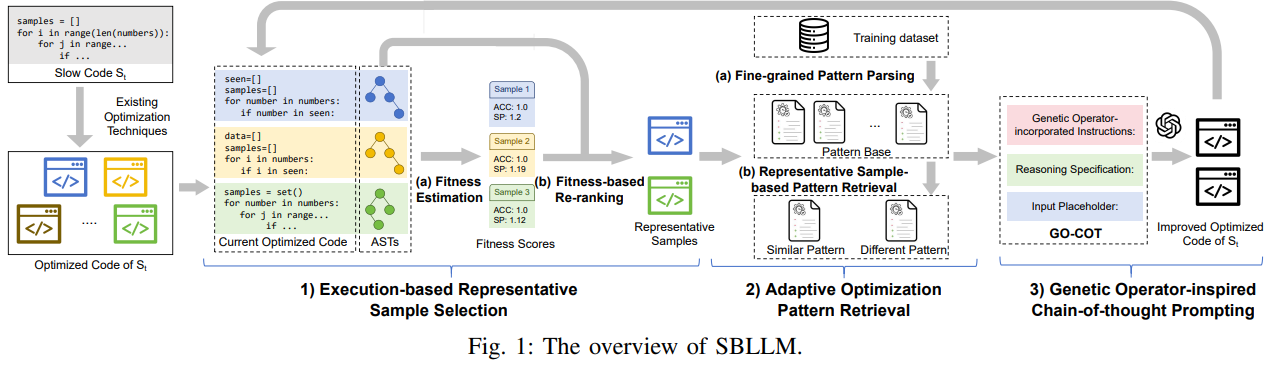 samples = []
for i in range(len(numbers)):
for j in range...
if ...
Slow Code St
Existing
Optimization
Techniques
</>
</>
</>
....
</>
Optimized Code of St
seen=[]
samples=[]
for number in numbers:
if number in seen:
data=[]
samples=[]
for i in numbers:
if i in seen:
samples = set()
for number in numbers:
for j in range...
if ...
Current Optimized Code
ASTs
(a) Fitness
Estimation
Sample 1
ACC: 1.0
SP: 1.2
Sample 2
ACC: 1.0
SP: 1.19
Sample 3
ACC: 1.0
SP: 1.12
Fitness Scores
(b) Fitness-based
Re-ranking
</>
</>
Representative
Samples
1) Execution-based Representative
Sample Selection
Training dataset
(a) Fine-grained Pattern Parsing
...
Pattern Base
(b) Representative Sample-
based Pattern Retrieval
Similar Pattern
Different Pattern
2) Adaptive Optimization
Pattern Retrieval
Genetic Operator-
incorporated Instructions:
Reasoning Specification:
Input Placeholder:
GO-COT
</>
</>
Improved Optimized
Code of St
3) Genetic Operator-inspired
Chain-of-thought Prompting
Fig. 1: The overview of SBLLM.